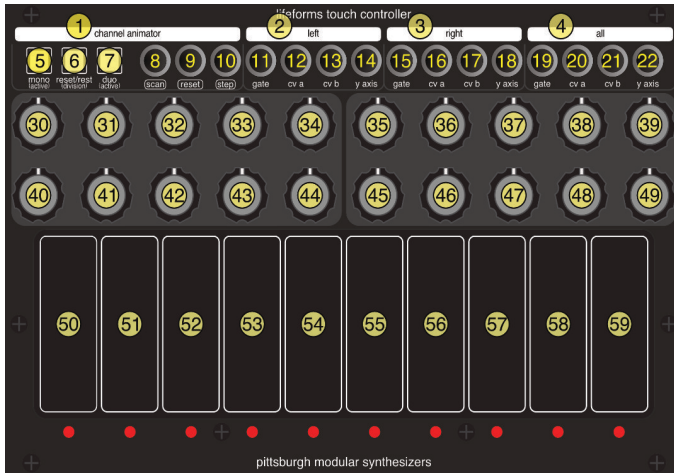 lifeforms touch controller
1 2 3 4
channel animator left right all
5 6 7 8 9 10 11 12 13 14 15 16 17 18 19 20 21 22
mono reset/rest duo scan reset step gate cv a cv b y axis gate cv a cv b y axis gate cv a cv b y axis
(active) (division) (active)
30 31 32 33 34 35 36 37 38 39
40 41 42 43 44 45 46 47 48 49
50 51 52 53 54 55 56 57 58 59
pittsburgh modular synthesizers